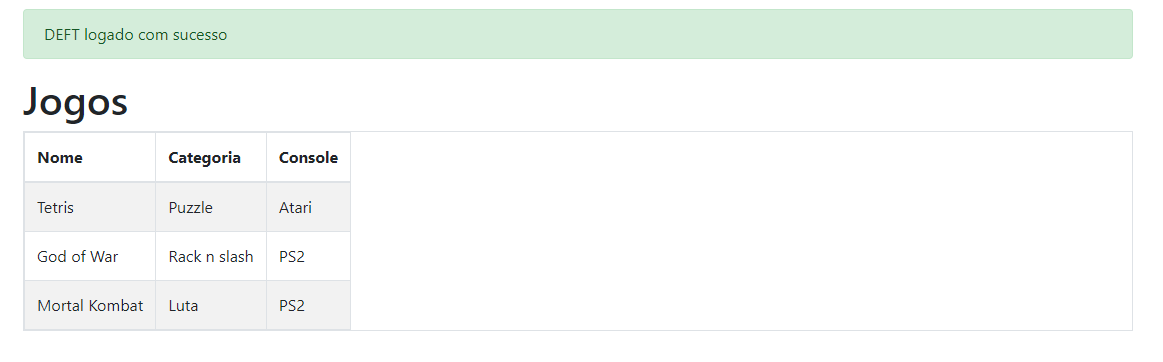 DEFT logado com sucesso
Jogos
Nome Categoria Console
Tetris Puzzle Atari
God of War Rack n slash PS2
Mortal Kombat Luta PS2